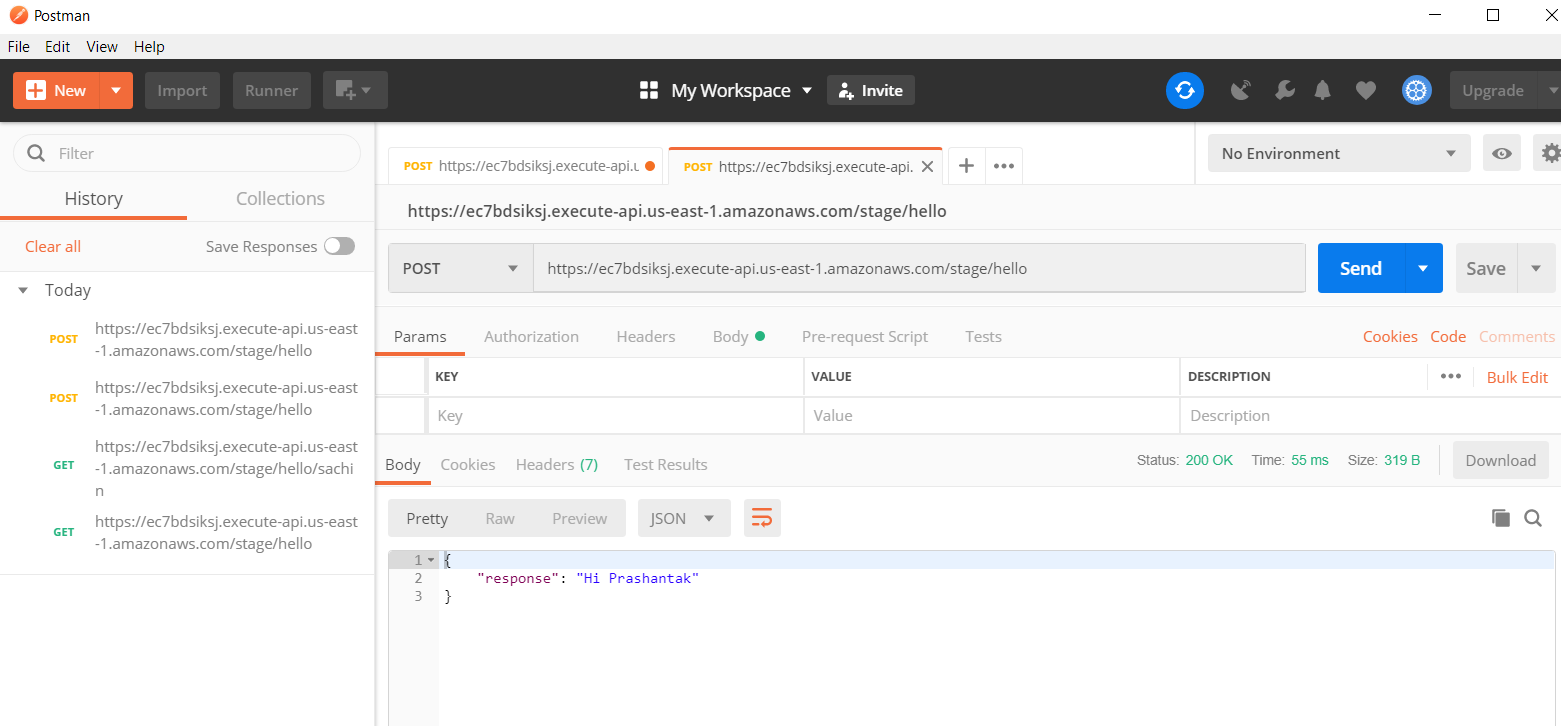 Postman
File Edit View Help
New Import Runner My Workspace Invite Upgrade
Filter
History Collections
Clear all Save Responses
Today
POST https://ec7bdsiksj.execute-api.us-east
-1.amazonaws.com/stage/hello
POST https://ec7bdsiksj.execute-api.us-east
-1.amazonaws.com/stage/hello
GET https://ec7bdsiksj.execute-api.us-east
-1.amazonaws.com/stage/hello/sachi
n
GET https://ec7bdsiksj.execute-api.us-east
-1.amazonaws.com/stage/hello
POST https://ec7bdsiksj.execute-api.u POST https://ec7bdsiksj.execute-api. No Environment
https://ec7bdsiksj.execute-api.us-east-1.amazonaws.com/stage/hello
POST https://ec7bdsiksj.execute-api.us-east-1.amazonaws.com/stage/hello Send Save
Params Authorization Headers Body Pre-request Script Tests Cookies Code Comments
KEY VALUE DESCRIPTION Bulk Edit
Key Value Description
Body Cookies Headers (7) Test Results Status: 200 OK Time: 55 ms Size: 319 B Download
Pretty Raw Preview JSON
1 {
2 "response": "Hi Prashantak"
3 }